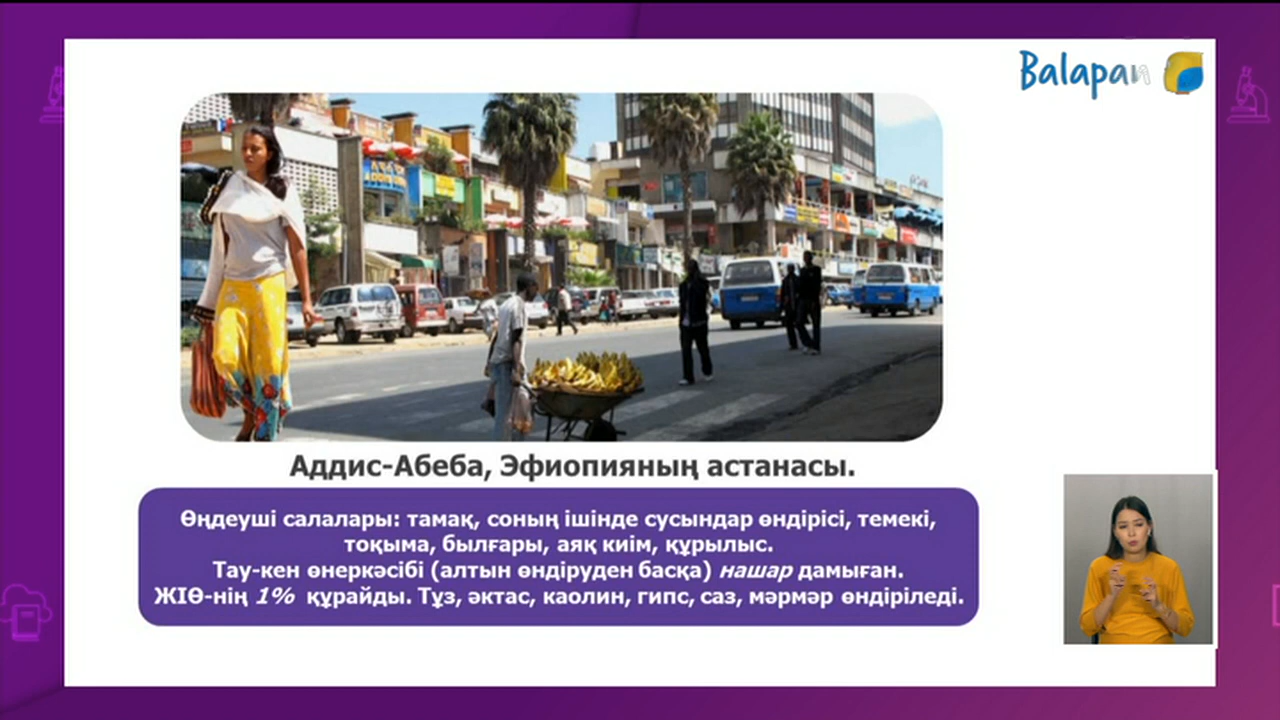 Balapan
Аддис-Абеба, Эфиопияның астанасы.
Өңдеуші салалары: тамақ, соның ішінде сусындар өндірісі, темекі,
тоқыма, былғары, аяқ киім, құрылыс.
Тау-кен өнеркәсібі (алтын өндіруден басқа) нашар дамыған.
ЖІӨ-нің 1% құрайды. Тұз, әктас, каолин, гипс, саз, мәрмәр өндіріледі.